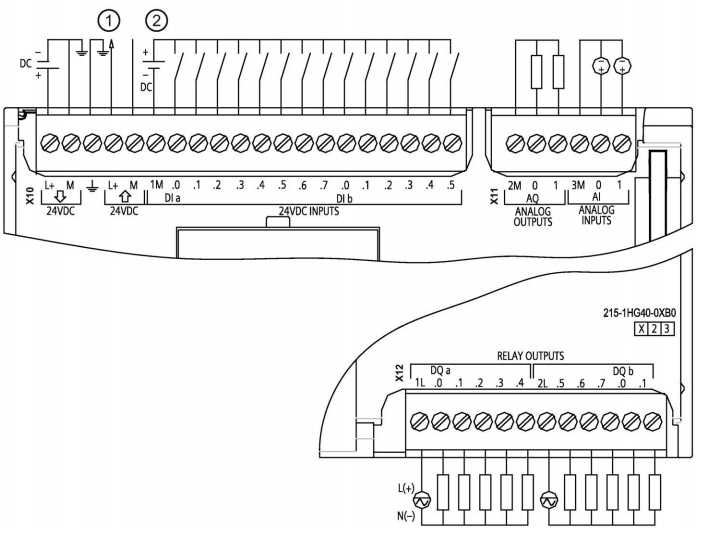 ① ②
− +
DC DC
+ −
− − + +
X10
L+ M L+ M 1M .0 .1 .2 .3 .4 .5 .6 .7 .0 .1 .2 .3 .4 .5
24VDC 24VDC DI a DI b
24VDC INPUTS
X11
2M 0 1 3M 0 1
AQ AI
ANALOG OUTPUTS ANALOG INPUTS
215-1HG40-0XB0
X 2 3
RELAY OUTPUTS
X12
DQ a DQ b
1L .0 .1 .2 .3 .4 2L .5 .6 .7 .0 .1
L(+)
N(−)